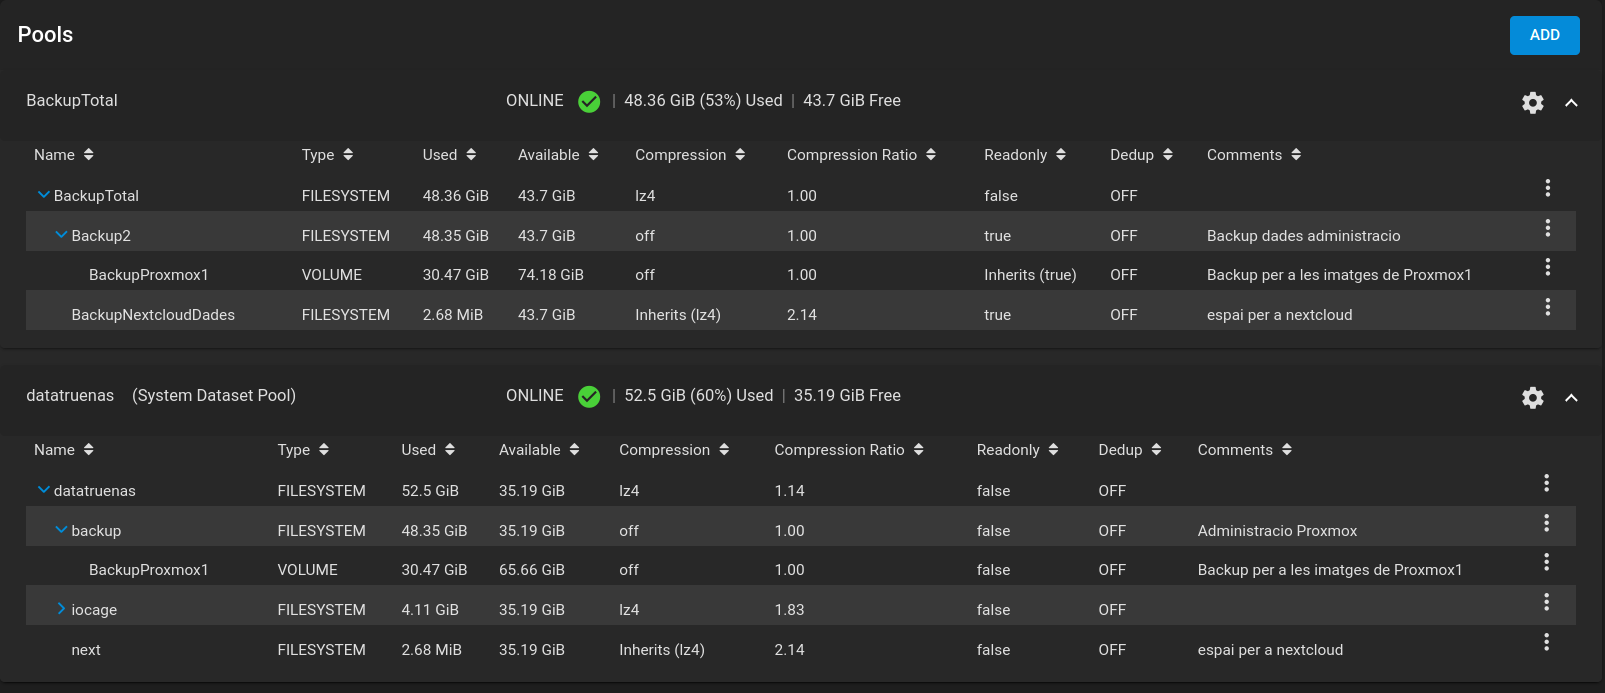 Pools ADD
BackupTotal ONLINE | 48.36 GiB (53%) Used | 43.7 GiB Free
Name Type Used Available Compression Compression Ratio Readonly Dedup Comments
BackupTotal FILESYSTEM 48.36 GiB 43.7 GiB lz4 1.00 false OFF
Backup2 FILESYSTEM 48.35 GiB 43.7 GiB off 1.00 true OFF Backup dades administracio
BackupProxmox1 VOLUME 30.47 GiB 74.18 GiB off 1.00 Inherits (true) OFF Backup per a les imatges de Proxmox1
BackupNextcloudDades FILESYSTEM 2.68 MiB 43.7 GiB Inherits (lz4) 2.14 true OFF espai per a nextcloud
datatruenas (System Dataset Pool) ONLINE | 52.5 GiB (60%) Used | 35.19 GiB Free
Name Type Used Available Compression Compression Ratio Readonly Dedup Comments
datatruenas FILESYSTEM 52.5 GiB 35.19 GiB lz4 1.14 false OFF
backup FILESYSTEM 48.35 GiB 35.19 GiB off 1.00 false OFF Administracio Proxmox
BackupProxmox1 VOLUME 30.47 GiB 65.66 GiB off 1.00 false OFF Backup per a les imatges de Proxmox1
iocage FILESYSTEM 4.11 GiB 35.19 GiB lz4 1.83 false OFF
next FILESYSTEM 2.68 MiB 35.19 GiB Inherits (lz4) 2.14 false OFF espai per a nextcloud